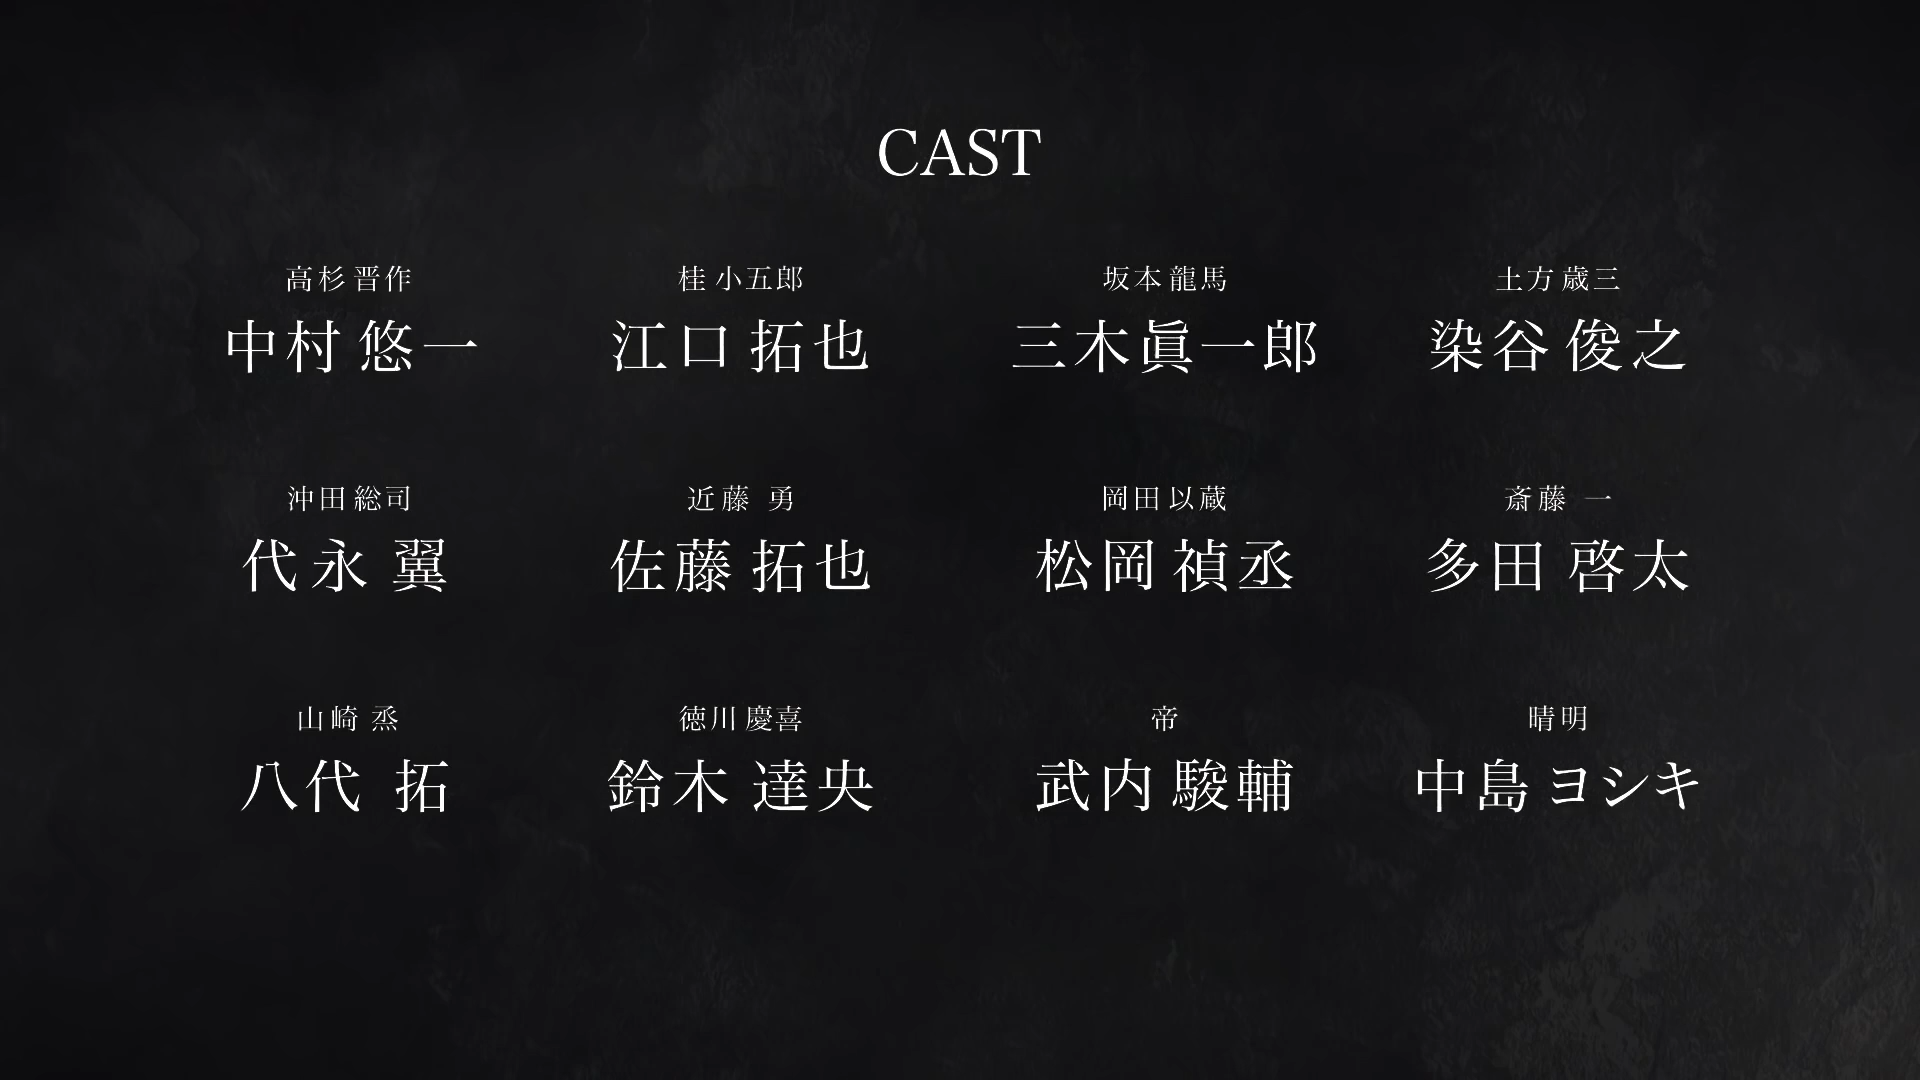 CAST
高杉 晋作
中村 悠一
桂 小五郎
江口 拓也
坂本 龍馬
三木眞一郎
土方 歳三
染谷 俊之
沖田 総司
代永 翼
近藤 勇
佐藤 拓也
岡田 以蔵
松岡 禎丞
斎藤 一
多田 啓太
山崎 烝
八代 拓
徳川 慶喜
鈴木 達央
帝
武内 駿輔
晴明
中島 ヨシキ